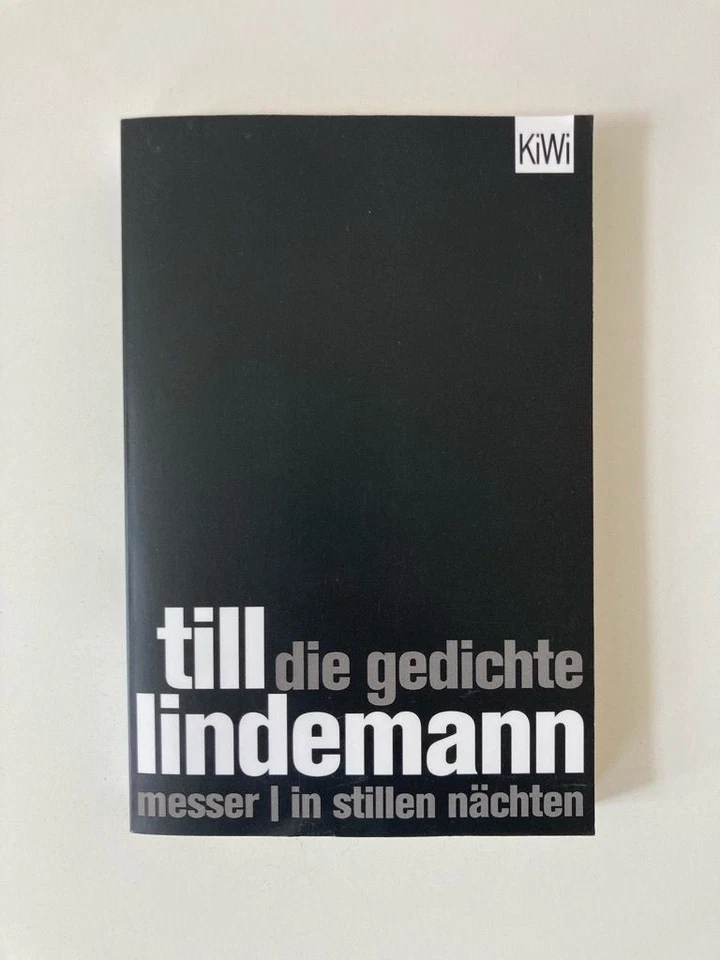 KiWi
till die gedichte
lindemann
messer | in stillen nächten